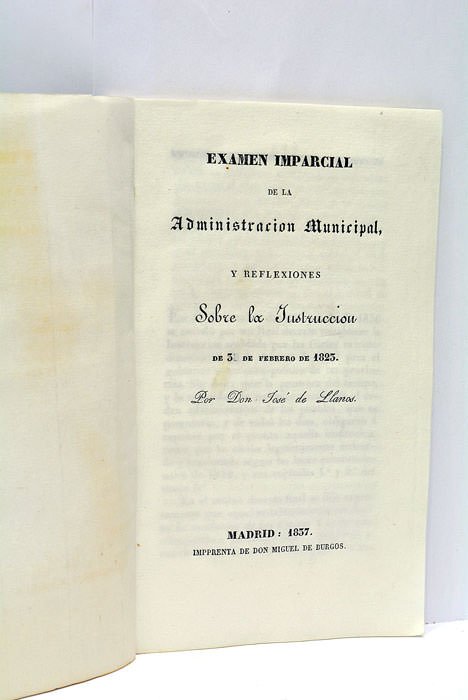 EXAMEN IMPARCIAL
DE LA
Administracion Municipal,
Y REFLEXIONES
Sobre la Instruccion
DE 3 DE FEBRERO DE 1823.
Por Don José de Llanos.
MADRID: 1837.
IMPRENTA DE DON MIGUEL DE BURGOS.